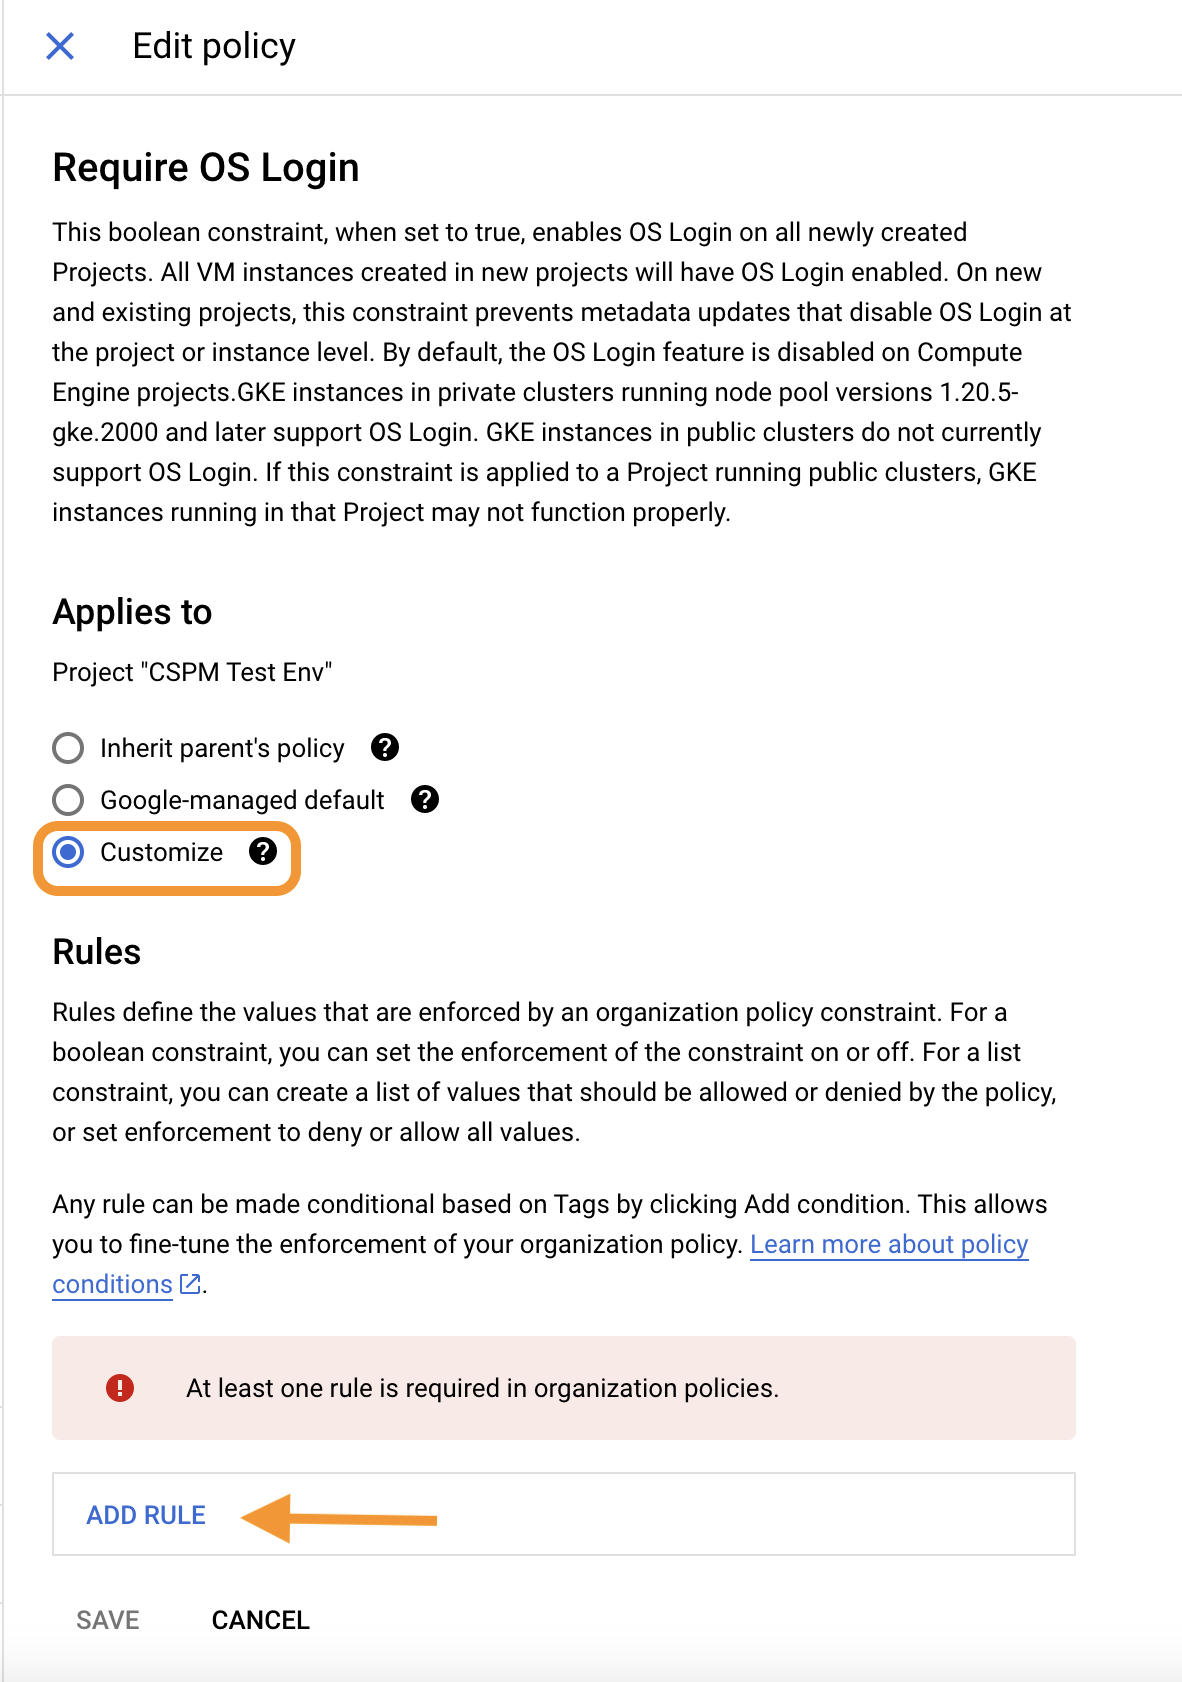 Edit policy
Require OS Login
This boolean constraint, when set to true, enables OS Login on all newly created
Projects. All VM instances created in new projects will have OS Login enabled. On new
and existing projects, this constraint prevents metadata updates that disable OS Login at
the project or instance level. By default, the OS Login feature is disabled on Compute
Engine projects.GKE instances in private clusters running node pool versions 1.20.5-
gke.2000 and later support OS Login. GKE instances in public clusters do not currently
support OS Login. If this constraint is applied to a Project running public clusters, GKE
instances running in that Project may not function properly.
Applies to
Project "CSPM Test Env"
Inherit parent's policy
Google-managed default
Customize
Rules
Rules define the values that are enforced by an organization policy constraint. For a
boolean constraint, you can set the enforcement of the constraint on or off. For a list
constraint, you can create a list of values that should be allowed or denied by the policy,
or set enforcement to deny or allow all values.
Any rule can be made conditional based on Tags by clicking Add condition. This allows
you to fine-tune the enforcement of your organization policy. Learn more about policy
conditions.
At least one rule is required in organization policies.
ADD RULE
SAVE CANCEL